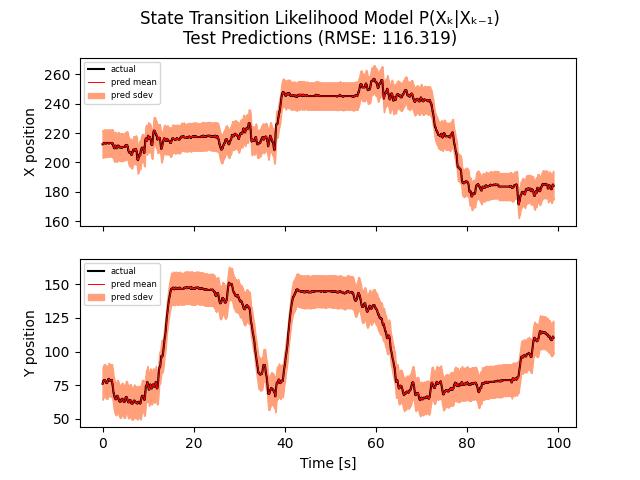 State Transition Likelihood Model P(Xₖ|Xₖ₋₁)
Test Predictions (RMSE: 116.319)
260
240
220
200
180
160
X position
actual
pred mean
pred sdev
150
125
100
75
50
Y position
actual
pred mean
pred sdev
0 20 40 60 80 100
Time [s]